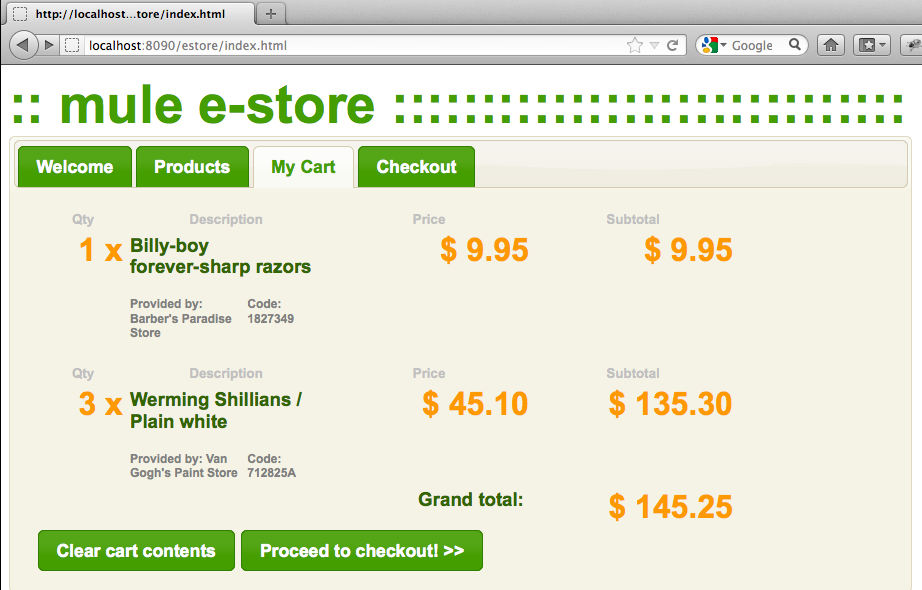 http://localhost...tore/index.html
localhost:8090/estore/index.html
Google
:: mule e-store ::::::::::::::::::::::::::::
Welcome Products My Cart Checkout
Qty Description Price Subtotal
1 x Billy-boy $ 9.95 $ 9.95
forever-sharp razors
Provided by: Code:
Barber's Paradise 1827349
Store
Qty Description Price Subtotal
3 x Werming Shillians / $ 45.10 $ 135.30
Plain white
Provided by: Van Code:
Gogh's Paint Store 712825A
Grand total: $ 145.25
Clear cart contents Proceed to checkout! >>